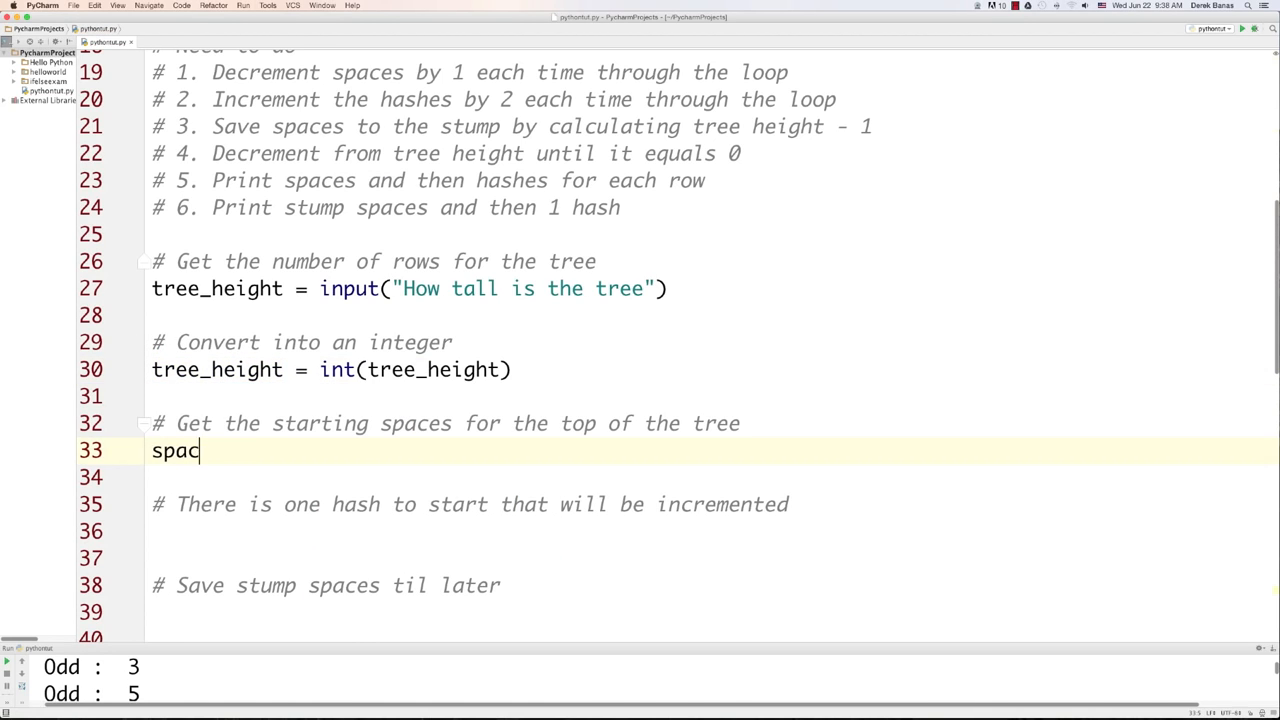 PyCharm File Edit View Navigate Code Refactor Run Tools VCS Window Help
10 Wed Jun 22 9:38 AM Derek Banas
pythontut.py - PycharmProjects - [~/PycharmProjects]
PycharmProjects pythontut.py
pythontut
pythontut.py
PycharmProject
Hello Python
helloworld
ifelseexam
pythontut.py
External Librarie
18 # Need to do
19 # 1. Decrement spaces by 1 each time through the loop
20 # 2. Increment the hashes by 2 each time through the loop
21 # 3. Save spaces to the stump by calculating tree height - 1
22 # 4. Decrement from tree height until it equals 0
23 # 5. Print spaces and then hashes for each row
24 # 6. Print stump spaces and then 1 hash
25
26 # Get the number of rows for the tree
27 tree_height = input("How tall is the tree")
28
29 # Convert into an integer
30 tree_height = int(tree_height)
31
32 # Get the starting spaces for the top of the tree
33 spac
34
35 # There is one hash to start that will be incremented
36
37
38 # Save stump spaces til later
39
40
Run pythontut
Odd : 3
Odd : 5
33:5 LF÷ UTF-8÷